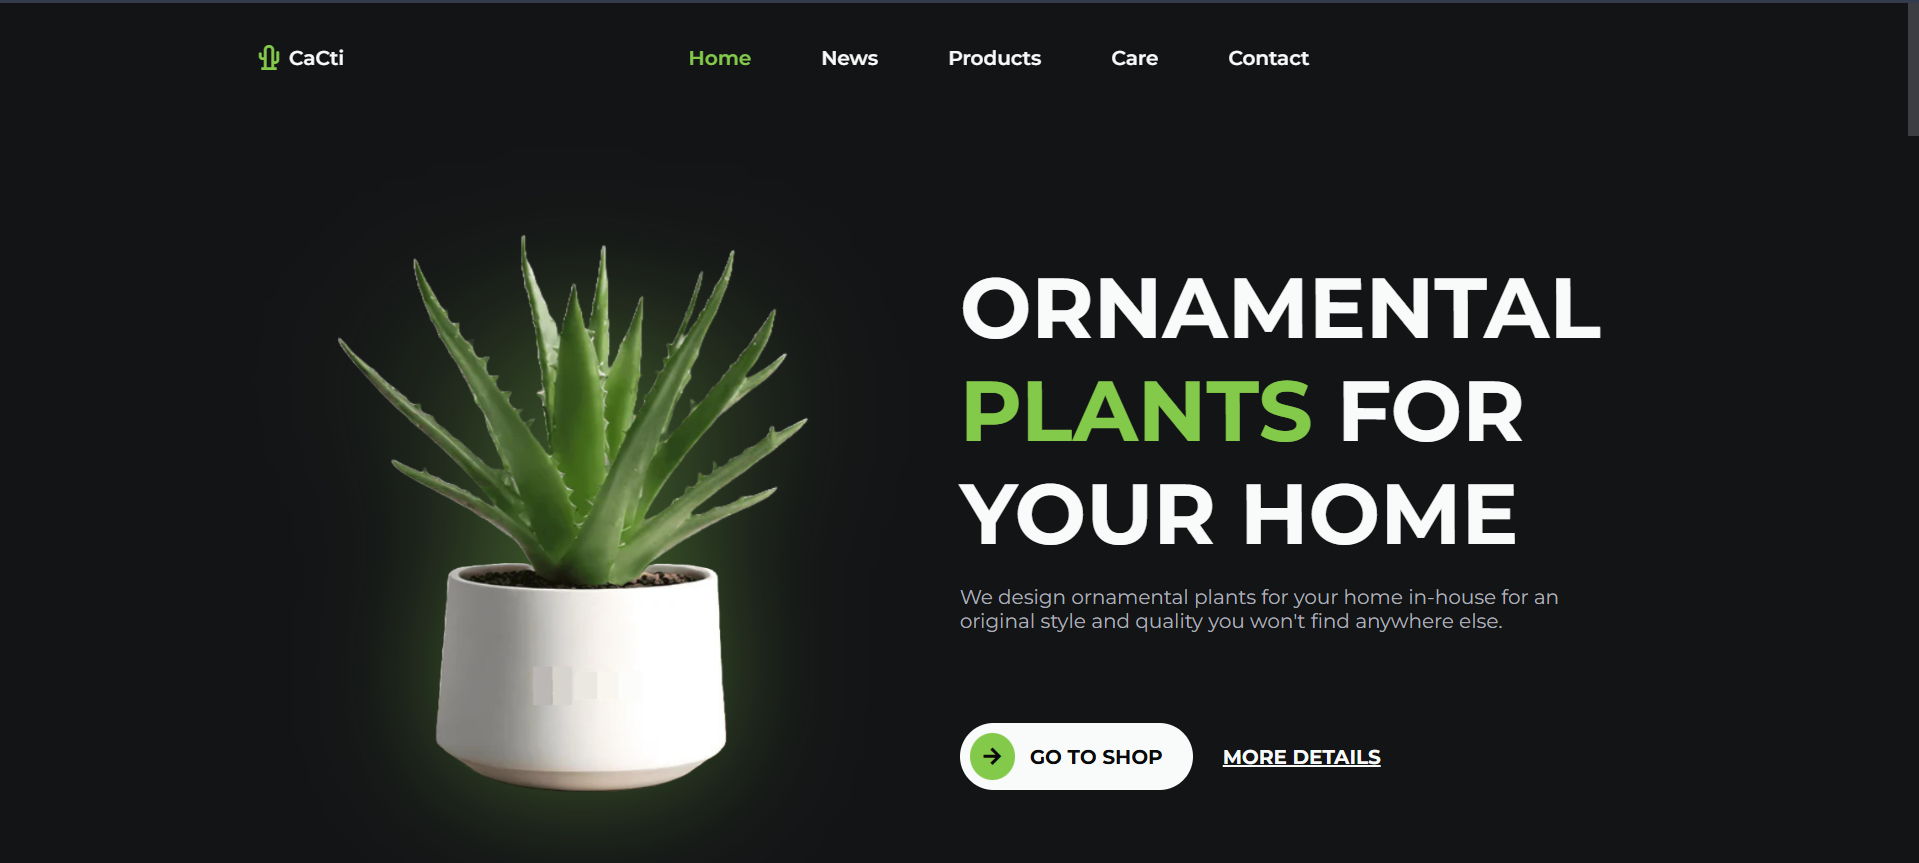 CaCti
Home
News
Products
Care
Contact
ORNAMENTAL
PLANTS FOR
YOUR HOME
We design ornamental plants for your home in-house for an
original style and quality you won't find anywhere else.
GO TO SHOP
MORE DETAILS